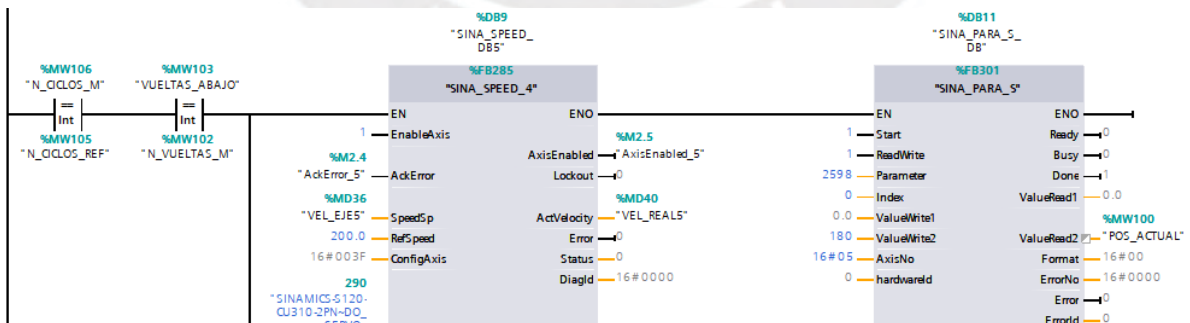 %DB9
"SINA_SPEED_
DB5"
%DB11
"SINA_PARA_S_
DB"
%MW106
"N_CICLOS_M"
==
Int
%MW105
"N_CICLOS_REF"
%MW103
"VUELTAS_ABAJO"
==
Int
%MW102
"N_VUELTAS_M"
%FB285
"SINA_SPEED_4"
EN ENO
1 EnableAxis
AxisEnabled %M2.5 "AxisEnabled_5"
%M2.4
"AckError_5" AckError
Lockout 0
%MD36
"VEL_EJE5" SpeedSp
%MD40
ActVelocity "VEL_REAL5"
200.0 RefSpeed
Error 0
16#003F ConfigAxis
Status 0
DiagId 16#0000
290
"SINAMICS-S120-
CU310-2PN~DO_
%FB301
"SINA_PARA_S"
EN ENO
1 Start Ready 0
1 ReadWrite Busy 0
2598 Parameter Done 1
0 Index ValueRead1 0.0
0.0 ValueWrite1
%MW100
180 ValueWrite2 ValueRead2 "POS_ACTUAL"
16#05 AxisNo Format 16#00
0 hardwareId ErrorNo 16#0000
Error 0
ErrorId 0